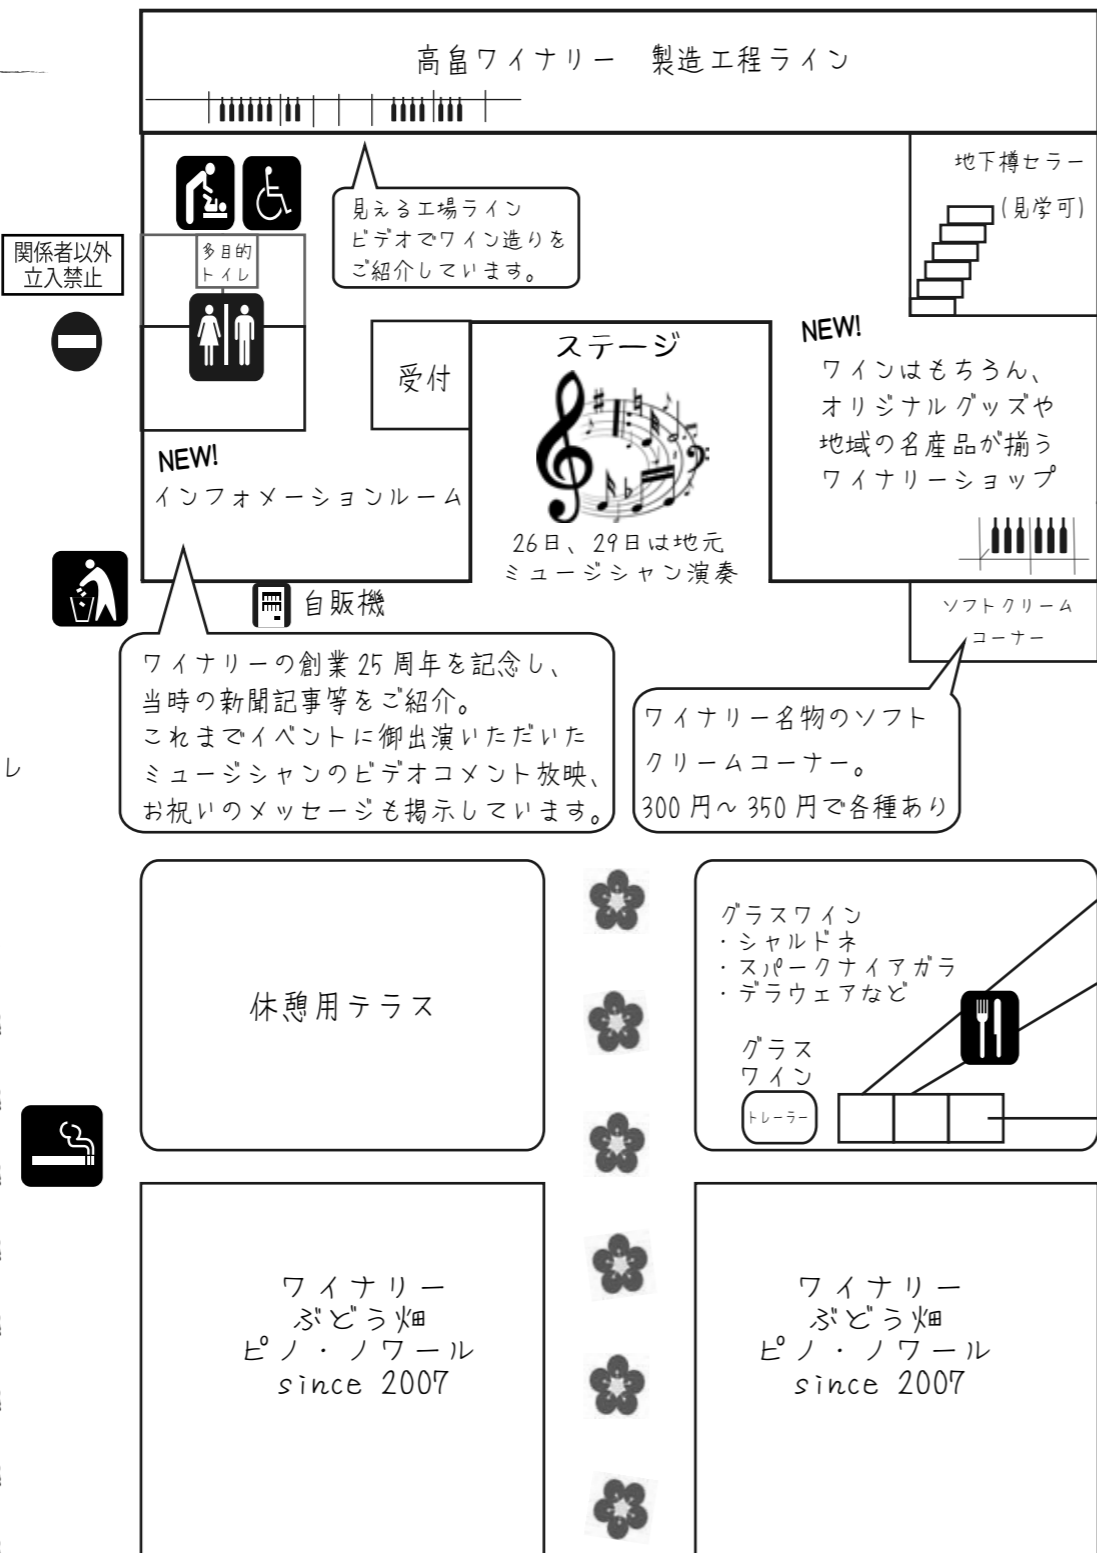 高畠ワイナリー 製造工程ライン
地下樽セラー
(見学可)
見える工場ライン
ビデオでワイン造りを
ご紹介しています。
関係者以外
立入禁止
多目的
トイレ
受付
ステージ
26日、29日は地元
ミュージシャン演奏
NEW!
ワインはもちろん、
オリジナルグッズや
地域の名産品が揃う
ワイナリーショップ
NEW!
インフォメーションルーム
自販機
ソフトクリーム
コーナー
ワイナリーの創業25周年を記念し、
当時の新聞記事等をご紹介。
これまでイベントに御出演いただいた
ミュージシャンのビデオコメント放映、
お祝いのメッセージも掲示しています。
ワイナリー名物のソフト
クリームコーナー。
300円~350円で各種あり
レ
休憩用テラス
グラスワイン
・シャルドネ
・スパークナイアガラ
・デラウェアなど
グラス
ワイン
トレーラー
ワイナリー
ぶどう畑
ピノ・ノワール
since 2007
ワイナリー
ぶどう畑
ピノ・ノワール
since 2007